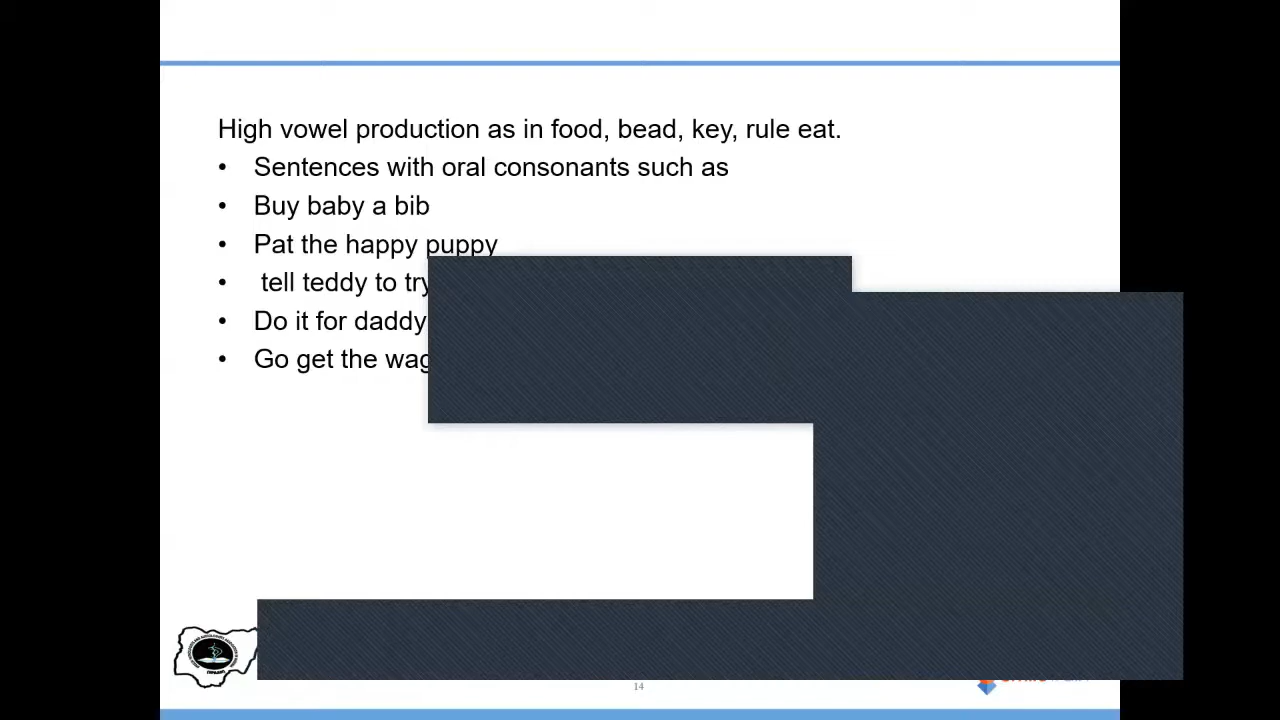 High vowel production as in food, bead, key, rule eat.
• Sentences with oral consonants such as
• Buy baby a bib
• Pat the happy puppy
• tell teddy to try
• Do it for daddy
• Go get the
14